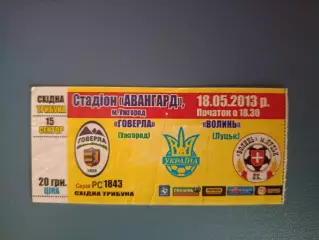 СХІДНА
ТРИБУНА
15
СЕКТОР
20 грн.
ЦІНА
Стадіон "АВАНГАРД",
м.Ужгород
18.05.2013 р.
Початок о 18.30
«ГОВЕРЛА»
(Ужгород)
«ВОЛИНЬ»
(Луцьк)
ГОВЕРЛА
УКРАЇНА
Серія РС 1843
СХІДНА ТРИБУНА